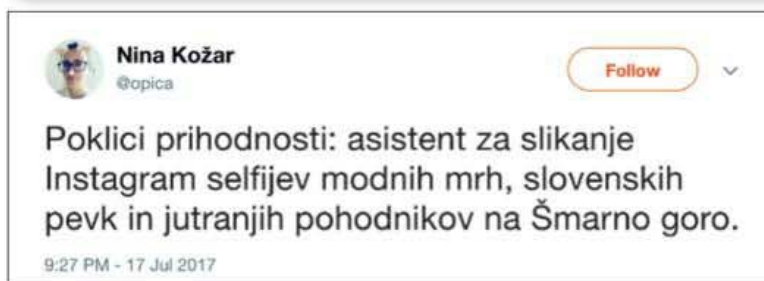 Nina Kožar
@opica
Follow
Poklici prihodnosti: asistent za slikanje
Instagram selfijev modnih mrh, slovenskih
pevk in jutranjih pohodnikov na Šmarno goro.
9:27 PM - 17 Jul 2017